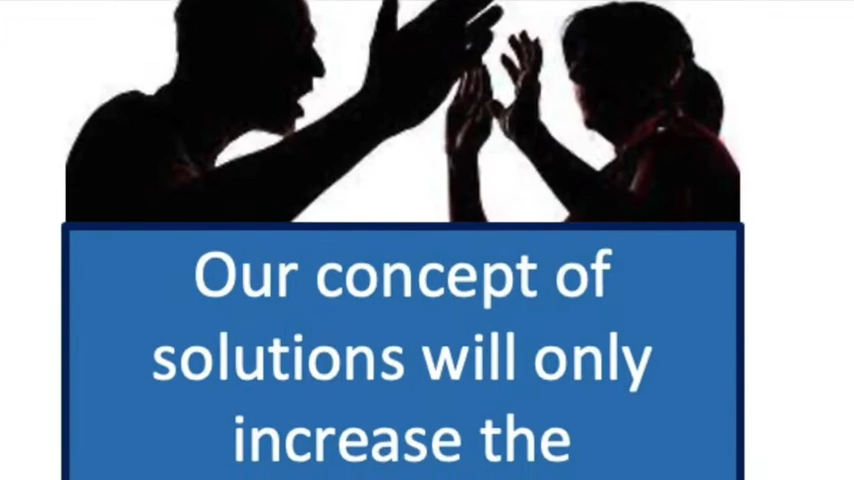 Our concept of
solutions will only
increase the